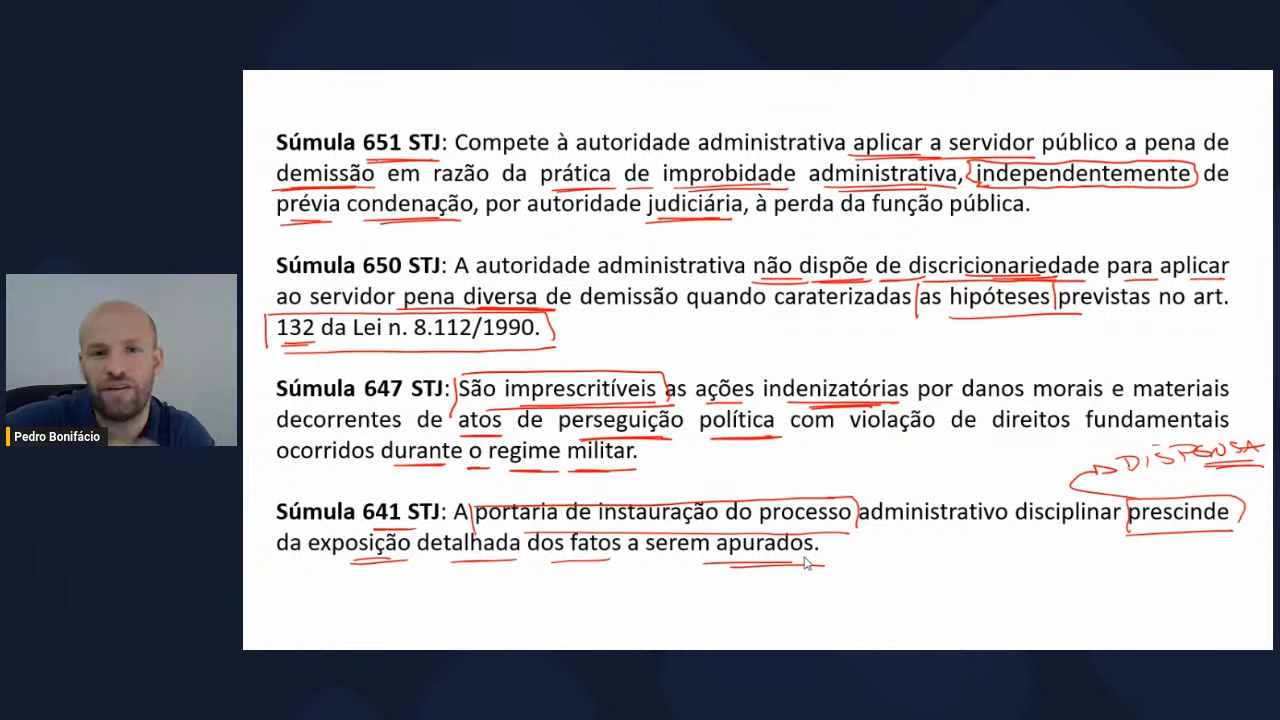 Súmula 651 STJ: Compete à autoridade administrativa aplicar a servidor público a pena de
demissão em razão da prática de improbidade administrativa, independentemente de
prévia condenação, por autoridade judiciária, à perda da função pública.
Súmula 650 STJ: A autoridade administrativa não dispõe de discricionariedade para aplicar
ao servidor pena diversa de demissão quando caraterizadas as hipóteses previstas no art.
132 da Lei n. 8.112/1990.
Súmula 647 STJ: São imprescritíveis as ações indenizatórias por danos morais e materiais
decorrentes de atos de perseguição política com violação de direitos fundamentais
ocorridos durante o regime militar.
DISPENSA
Súmula 641 STJ: A portaria de instauração do processo administrativo disciplinar prescinde
da exposição detalhada dos fatos a serem apurados.
Pedro Bonifácio